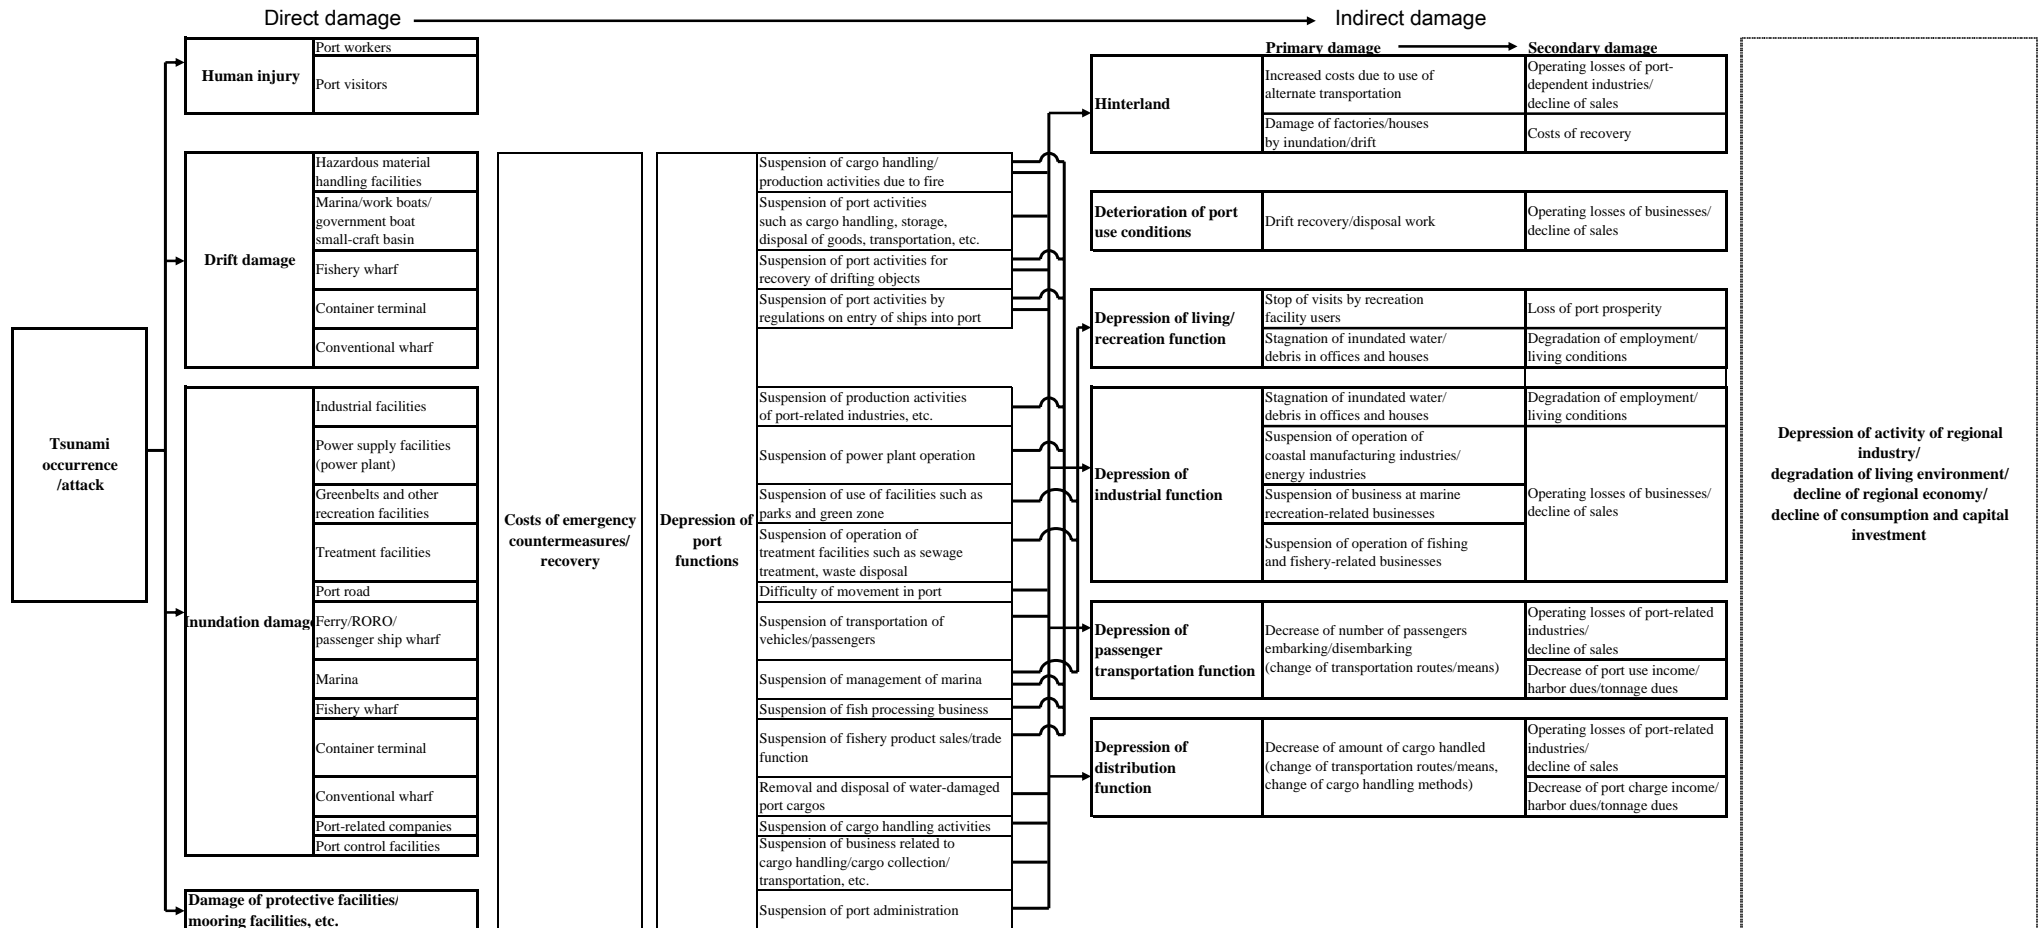 Direct damage
Indirect damage
Primary damage
Secondary damage
Tsunami
occurrence
/attack
Human injury
Port workers
Port visitors
Drift damage
Hazardous material
handling facilities
Marina/work boats/
government boat
small-craft basin
Fishery wharf
Container terminal
Conventional wharf
Inundation damage
Industrial facilities
Power supply facilities
(power plant)
Greenbelts and other
recreation facilities
Treatment facilities
Port road
Ferry/RORO/
passenger ship wharf
Marina
Fishery wharf
Container terminal
Conventional wharf
Port-related companies
Port control facilities
Damage of protective facilities/
mooring facilities, etc.
Costs of emergency
countermeasures/
recovery
Depression of
port
functions
Suspension of cargo handling/
production activities due to fire
Suspension of port activities
such as cargo handling, storage,
disposal of goods, transportation, etc.
Suspension of port activities for
recovery of drifting objects
Suspension of port activities by
regulations on entry of ships into port
Suspension of production activities
of port-related industries, etc.
Suspension of power plant operation
Suspension of use of facilities such as
parks and green zone
Suspension of operation of
treatment facilities such as sewage
treatment, waste disposal
Difficulty of movement in port
Suspension of transportation of
vehicles/passengers
Suspension of management of marina
Suspension of fish processing business
Suspension of fishery product sales/trade
function
Removal and disposal of water-damaged
port cargos
Suspension of cargo handling activities
Suspension of business related to
cargo handling/cargo collection/
transportation, etc.
Suspension of port administration
Hinterland
Increased costs due to use of
alternate transportation
Operating losses of port-
dependent industries/
decline of sales
Damage of factories/houses
by inundation/drift
Costs of recovery
Deterioration of port
use conditions
Drift recovery/disposal work
Operating losses of businesses/
decline of sales
Depression of living/
recreation function
Stop of visits by recreation
facility users
Loss of port prosperity
Stagnation of inundated water/
debris in offices and houses
Degradation of employment/
living conditions
Depression of
industrial function
Stagnation of inundated water/
debris in offices and houses
Degradation of employment/
living conditions
Suspension of operation of
coastal manufacturing industries/
energy industries
Suspension of business at marine
recreation-related businesses
Suspension of operation of fishing
and fishery-related businesses
Operating losses of businesses/
decline of sales
Depression of
passenger
transportation function
Decrease of number of passengers
embarking/disembarking
(change of transportation routes/means)
Operating losses of port-related
industries/
decline of sales
Decrease of port use income/
harbor dues/tonnage dues
Depression of
distribution
function
Decrease of amount of cargo handled
(change of transportation routes/means,
change of cargo handling methods)
Operating losses of port-related
industries/
decline of sales
Decrease of port charge income/
harbor dues/tonnage dues
Depression of activity of regional
industry/
degradation of living environment/
decline of regional economy/
decline of consumption and capital
investment